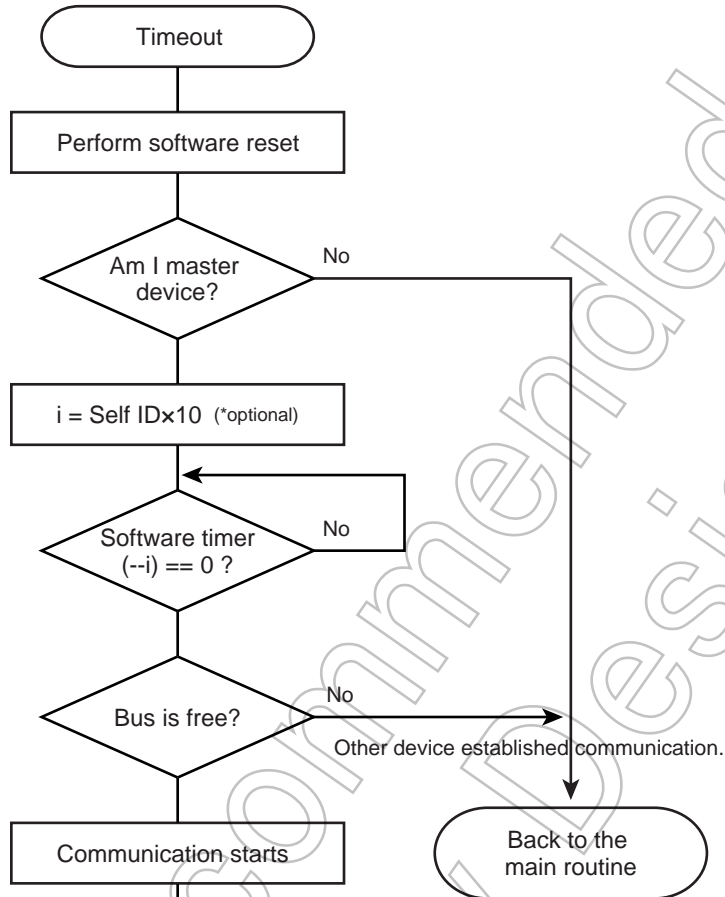 Timeout
Perform software reset
Am I master
device?
No
i = Self ID×10 (*optional)
Software timer
(--i) == 0 ?
No
Bus is free?
No
Other device established communication.
Communication starts
Back to the
main routine